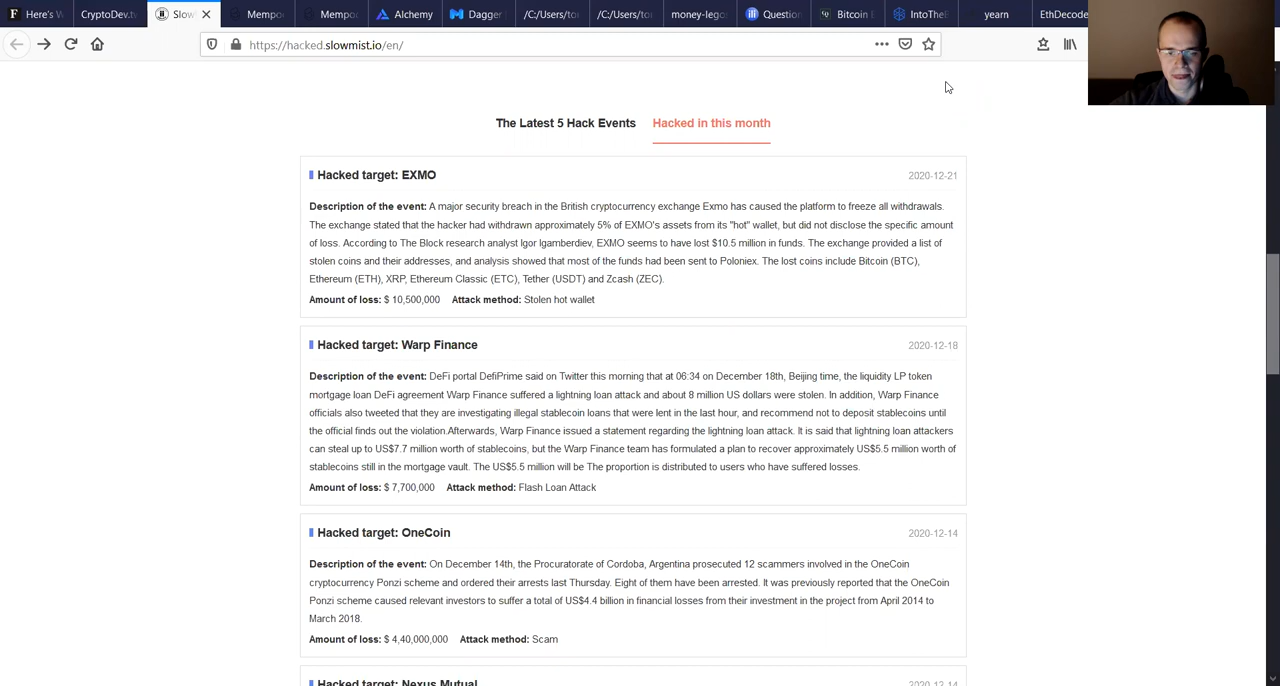 Here's W
CryptoDev.tv
Slow
Mempo
Mempo
Alchemy
Dagger
/C:/Users/to
/C:/Users/to
money-lego
Question
Bitcoin E
IntoTheB
yearn
EthDecode
https://hacked.slowmist.io/en/
The Latest 5 Hack Events
Hacked in this month
Hacked target: EXMO
2020-12-21
Description of the event: A major security breach in the British cryptocurrency exchange Exmo has caused the platform to freeze all withdrawals.
The exchange stated that the hacker had withdrawn approximately 5% of EXMO's assets from its "hot" wallet, but did not disclose the specific amount
of loss. According to The Block research analyst Igor Igamberdiev, EXMO seems to have lost $10.5 million in funds. The exchange provided a list of
stolen coins and their addresses, and analysis showed that most of the funds had been sent to Poloniex. The lost coins include Bitcoin (BTC),
Ethereum (ETH), XRP, Ethereum Classic (ETC), Tether (USDT) and Zcash (ZEC).
Amount of loss: $ 10,500,000 Attack method: Stolen hot wallet
Hacked target: Warp Finance
2020-12-18
Description of the event: DeFi portal DefiPrime said on Twitter this morning that at 06:34 on December 18th, Beijing time, the liquidity LP token
mortgage loan DeFi agreement Warp Finance suffered a lightning loan attack and about 8 million US dollars were stolen. In addition, Warp Finance
officials also tweeted that they are investigating illegal stablecoin loans that were lent in the last hour, and recommend not to deposit stablecoins until
the official finds out the violation.Afterwards, Warp Finance issued a statement regarding the lightning loan attack. It is said that lightning loan attackers
can steal up to US$7.7 million worth of stablecoins, but the Warp Finance team has formulated a plan to recover approximately US$5.5 million worth of
stablecoins still in the mortgage vault. The US$5.5 million will be The proportion is distributed to users who have suffered losses.
Amount of loss: $ 7,700,000 Attack method: Flash Loan Attack
Hacked target: OneCoin
2020-12-14
Description of the event: On December 14th, the Procuratorate of Cordoba, Argentina prosecuted 12 scammers involved in the OneCoin
cryptocurrency Ponzi scheme and ordered their arrests last Thursday. Eight of them have been arrested. It was previously reported that the OneCoin
Ponzi scheme caused relevant investors to suffer a total of US$4.4 billion in financial losses from their investment in the project from April 2014 to
March 2018.
Amount of loss: $ 4,40,000,000 Attack method: Scam
Hacked target: Nexus Mutual
2020-12-14